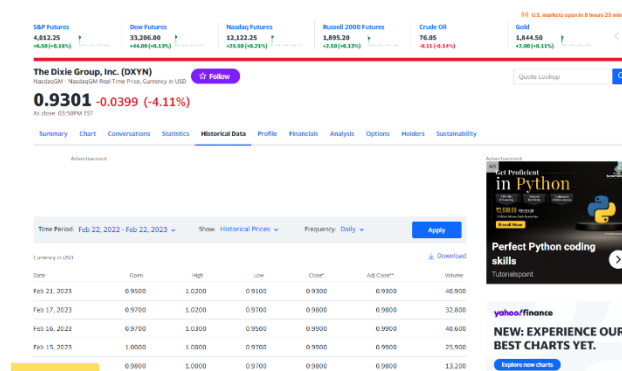 U.S. markets open in 8 hours 23 min
S&P Futures
4,012.25
+6.50 (+0.16%)
Dow Futures
33,206.00
+44.00 (+0.13%)
Nasdaq Futures
12,122.25
+25.50 (+0.21%)
Russell 2000 Futures
1,895.20
+2.50 (+0.13%)
Crude Oil
76.05
-0.11 (-0.14%)
Gold
1,844.50
+2.00 (+0.11%)
The Dixie Group, Inc. (DXYN)
NasdaqGM - NasdaqGM Real Time Price. Currency in USD
Follow
Quote Lookup
0.9301 -0.0399 (-4.11%)
At close: 03:50PM EST
Summary Chart Conversations Statistics Historical Data Profile Financials Analysis Options Holders Sustainability
Advertisement
Advertisement
Ad
Get Proficient
in Python
Enroll Now
Perfect Python coding
skills
Tutorialspoint
Time Period: Feb 22, 2022 - Feb 22, 2023 Show: Historical Prices Frequency: Daily Apply
Currency in USD Download
Date Open High Low Close* Adj Close** Volume
Feb 21, 2023 0.9500 1.0200 0.9100 0.9300 0.9300 40,900
Feb 17, 2023 0.9700 1.0200 0.9700 0.9800 0.9800 32,800
Feb 16, 2023 0.9700 1.0300 0.9500 0.9900 0.9900 40,600
Feb 15, 2023 1.0000 1.0000 0.9700 0.9900 0.9900 25,900
0.9800 1.0000 0.9700 0.9800 0.9800 13,200
yahoo!finance
NEW: EXPERIENCE OUR
BEST CHARTS YET.
Explore new charts